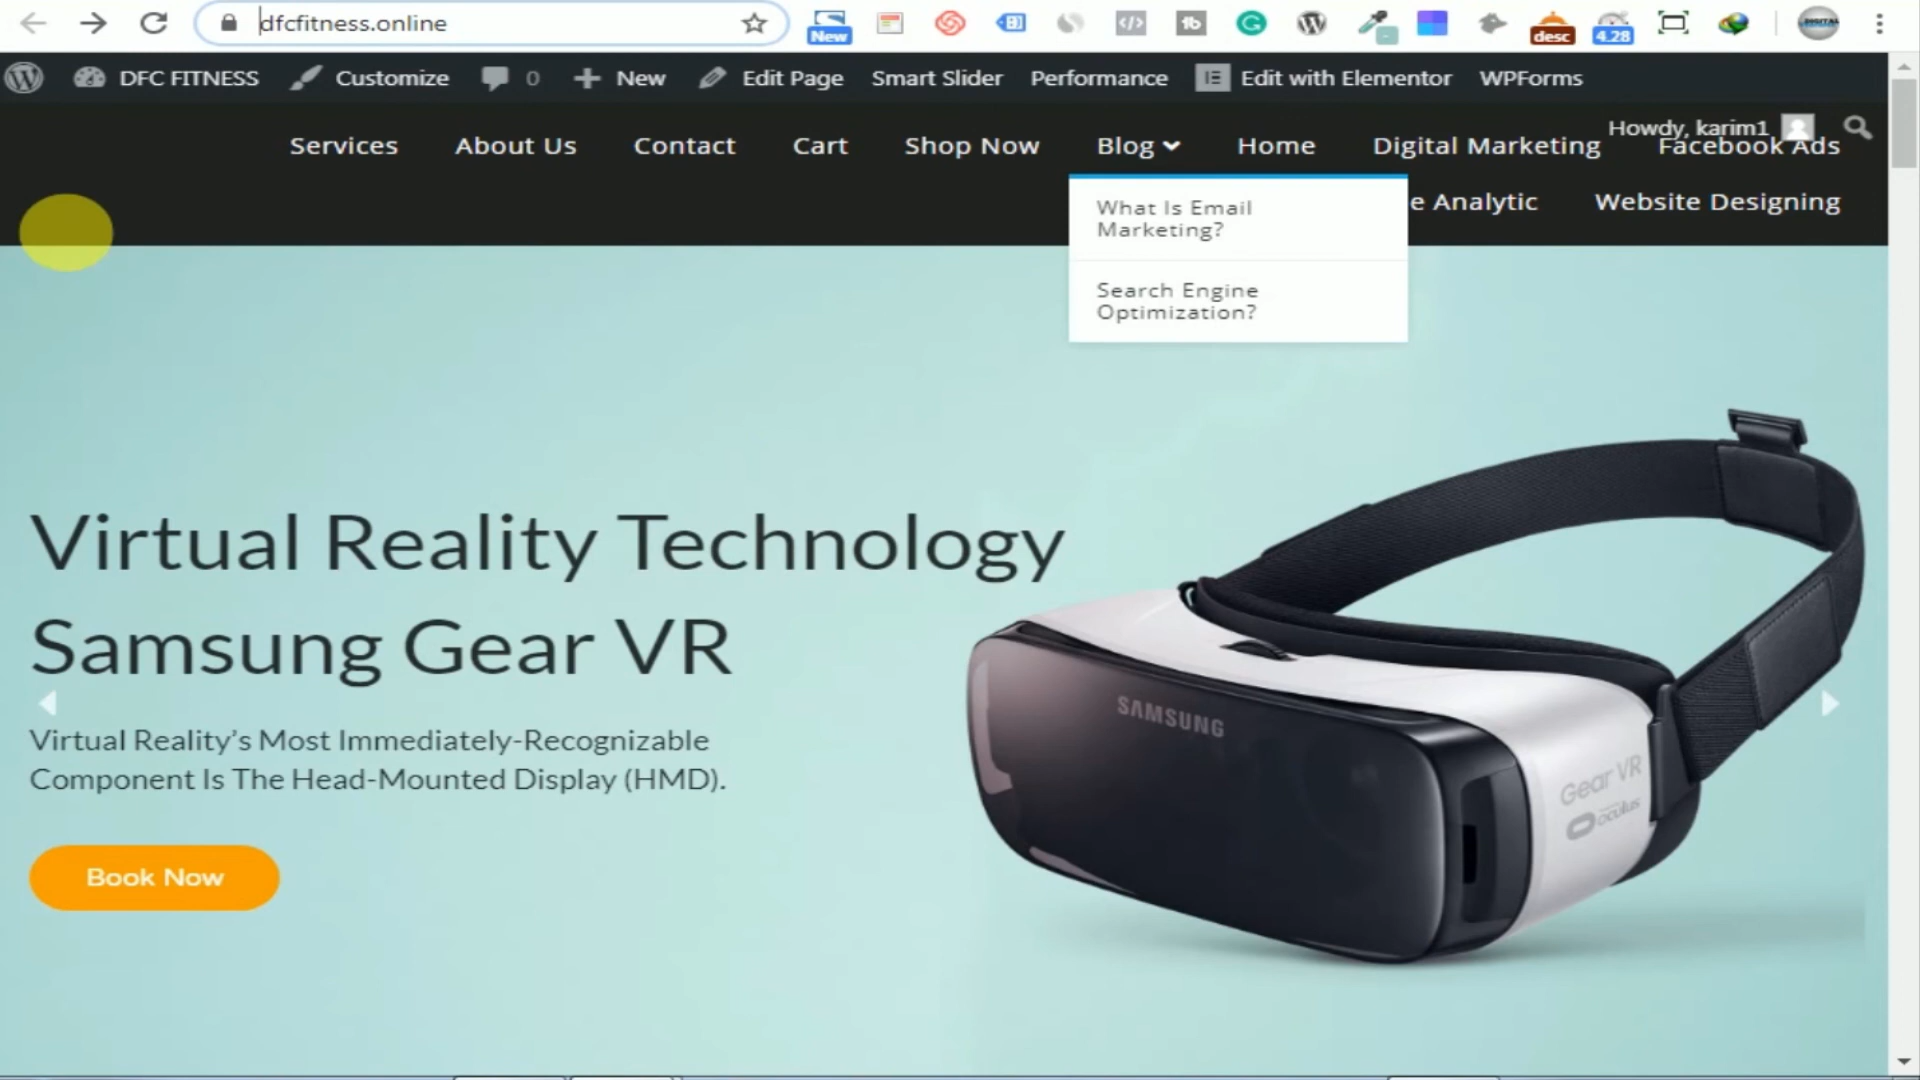 dfcfitness.online
New
desc
4.28
DFC FITNESS
Customize
0
New
Edit Page
Smart Slider
Performance
Edit with Elementor
WPForms
Howdy, karim1
Services
About Us
Contact
Cart
Shop Now
Blog
Home
Digital Marketing
Facebook Ads
e Analytic
Website Designing
What Is Email
Marketing?
Search Engine
Optimization?
Virtual Reality Technology
Samsung Gear VR
Virtual Reality’s Most Immediately-Recognizable
Component Is The Head-Mounted Display (HMD).
Book Now
SAMSUNG
Gear VR
oculus